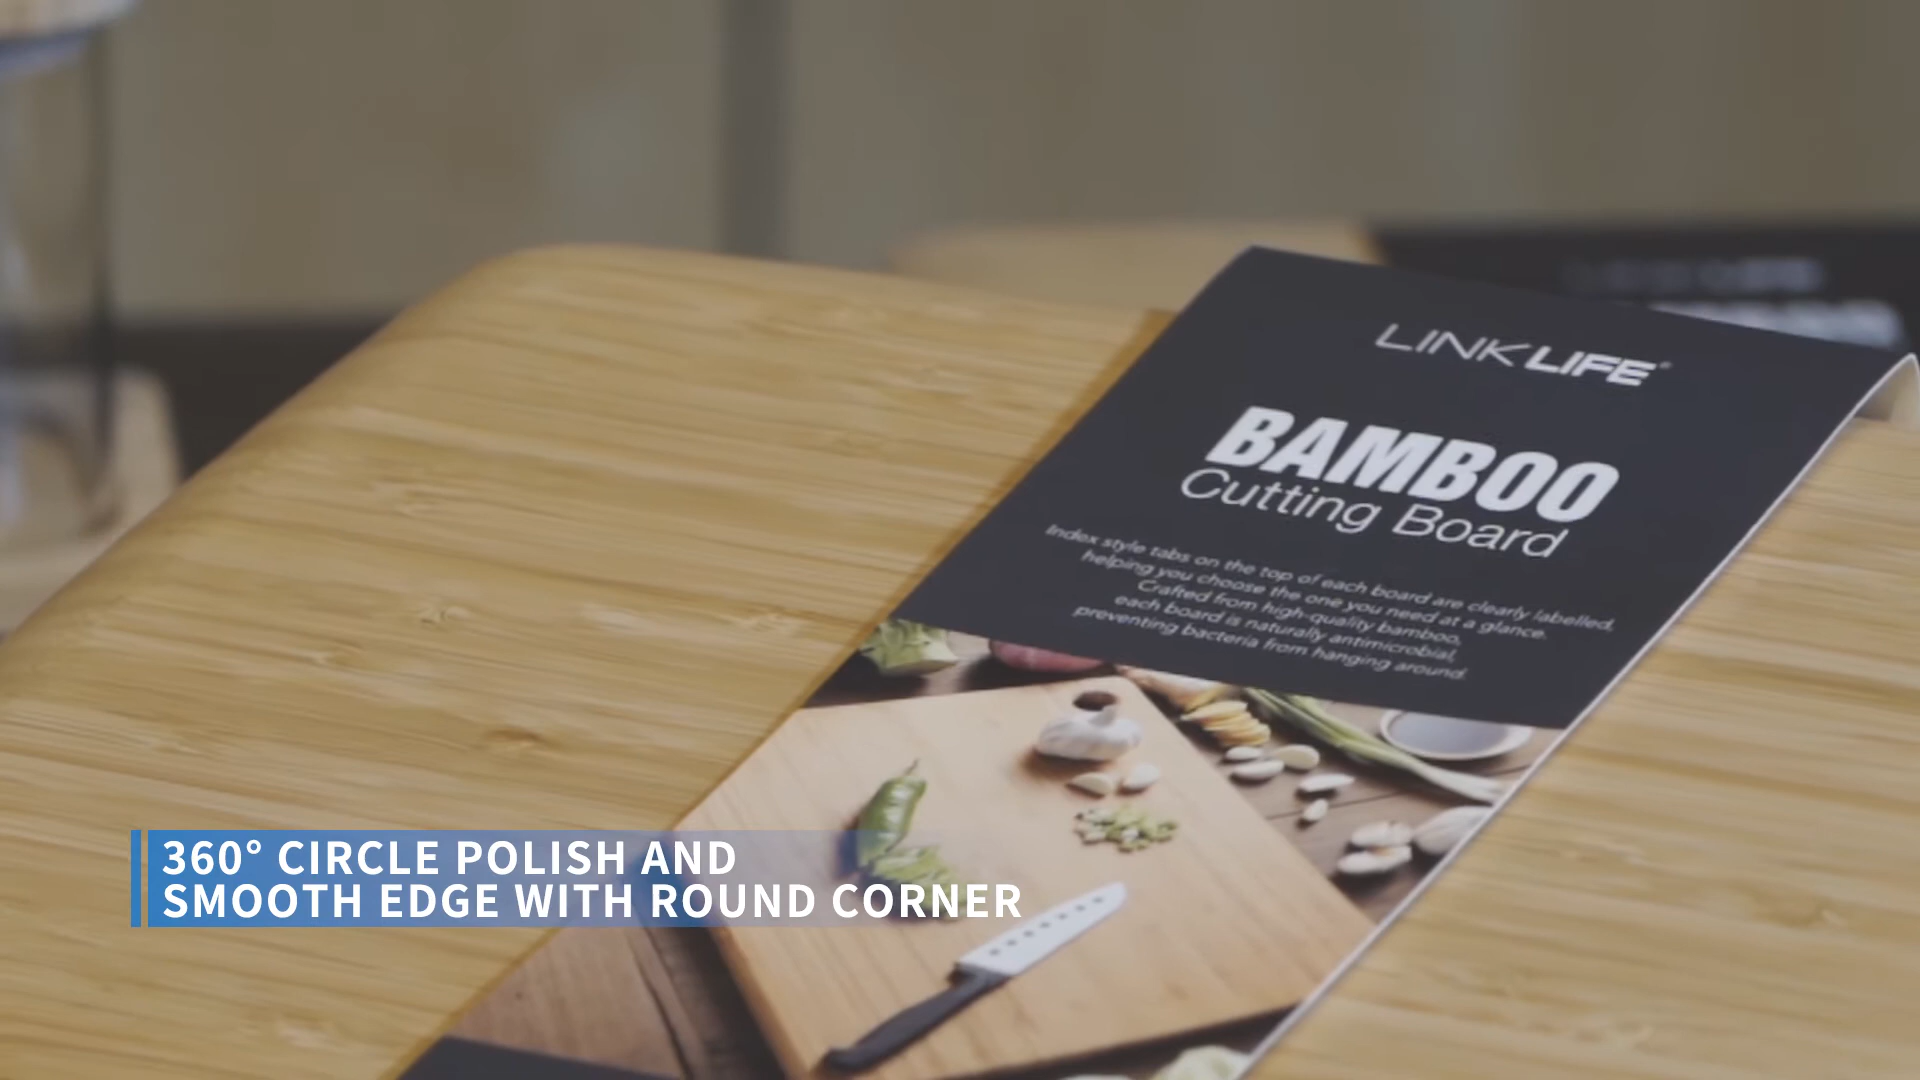 LINK LIFE®
BAMBOO
Cutting Board
Index style tabs on the top of each board are clearly labelled,
helping you choose the one you need at a glance.
Crafted from high-quality bamboo,
each board is naturally antimicrobial,
preventing bacteria from hanging around.
360° CIRCLE POLISH AND
SMOOTH EDGE WITH ROUND CORNER